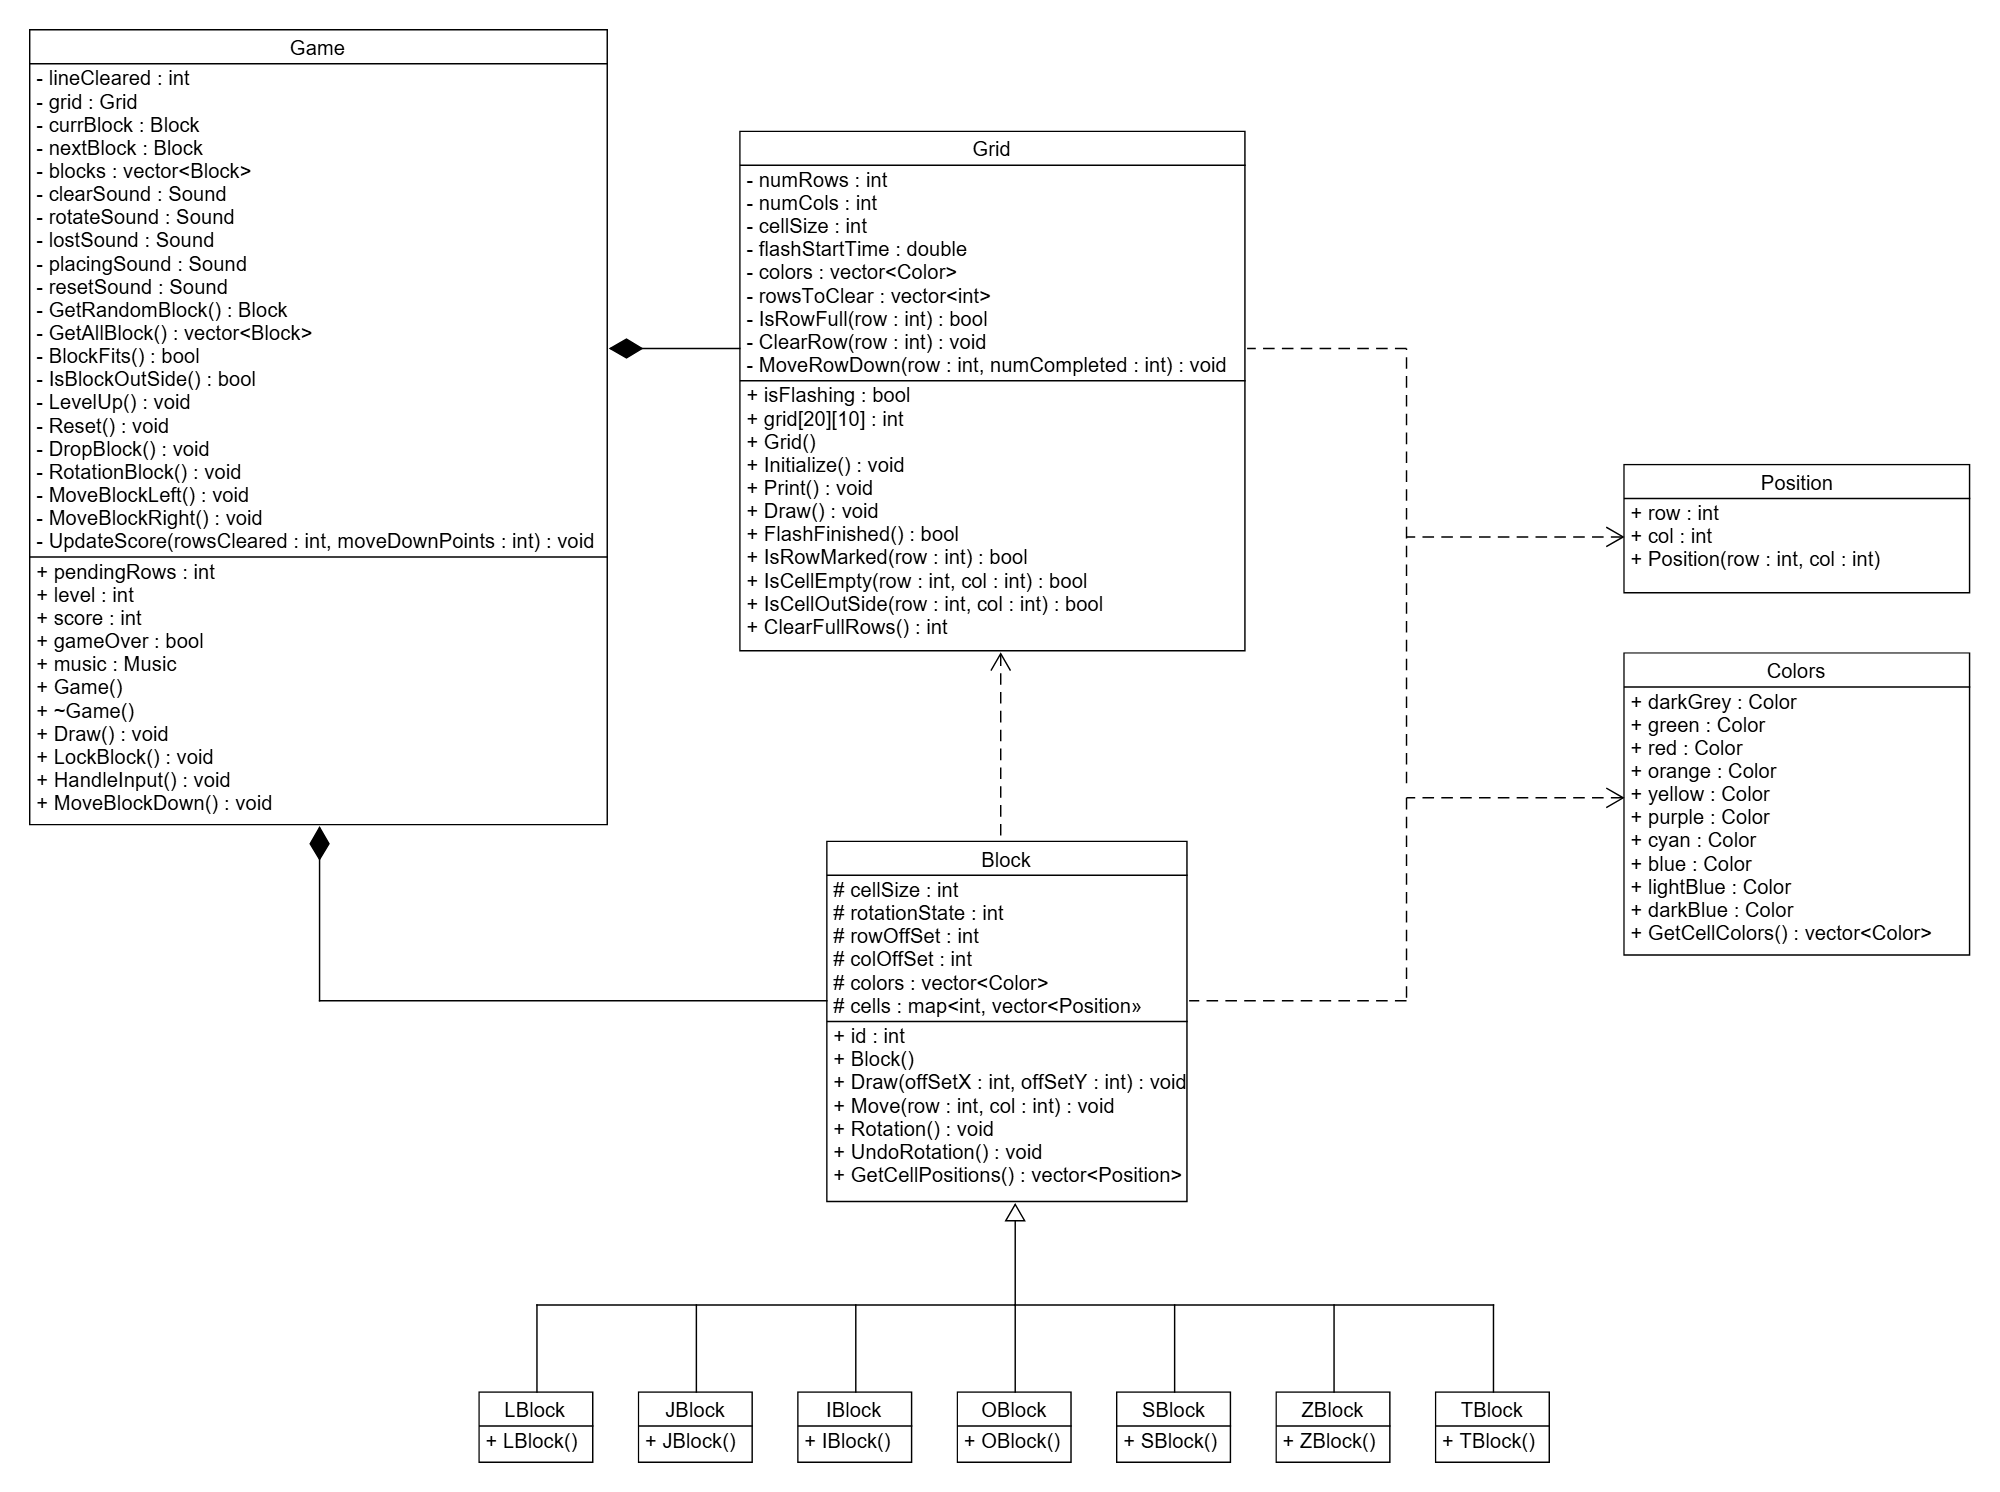 Game
- lineCleared : int
- grid : Grid
- currBlock : Block
- nextBlock : Block
- blocks : vector<Block>
- clearSound : Sound
- rotateSound : Sound
- lostSound : Sound
- placingSound : Sound
- resetSound : Sound
- GetRandomBlock() : Block
- GetAllBlock() : vector<Block>
- BlockFits() : bool
- IsBlockOutSide() : bool
- LevelUp() : void
- Reset() : void
- DropBlock() : void
- RotationBlock() : void
- MoveBlockLeft() : void
- MoveBlockRight() : void
- UpdateScore(rowsCleared : int, moveDownPoints : int) : void
+ pendingRows : int
+ level : int
+ score : int
+ gameOver : bool
+ music : Music
+ Game()
+ ~Game()
+ Draw() : void
+ LockBlock() : void
+ HandleInput() : void
+ MoveBlockDown() : void
Grid
- numRows : int
- numCols : int
- cellSize : int
- flashStartTime : double
- colors : vector<Color>
- rowsToClear : vector<int>
- IsRowFull(row : int) : bool
- ClearRow(row : int) : void
- MoveRowDown(row : int, numCompleted : int) : void
+ isFlashing : bool
+ grid[20][10] : int
+ Grid()
+ Initialize() : void
+ Print() : void
+ Draw() : void
+ FlashFinished() : bool
+ IsRowMarked(row : int) : bool
+ IsCellEmpty(row : int, col : int) : bool
+ IsCellOutSide(row : int, col : int) : bool
+ ClearFullRows() : int
Position
+ row : int
+ col : int
+ Position(row : int, col : int)
Colors
+ darkGrey : Color
+ green : Color
+ red : Color
+ orange : Color
+ yellow : Color
+ purple : Color
+ cyan : Color
+ blue : Color
+ lightBlue : Color
+ darkBlue : Color
+ GetCellColors() : vector<Color>
Block
# cellSize : int
# rotationState : int
# rowOffSet : int
# colOffSet : int
# colors : vector<Color>
# cells : map<int, vector<Position»
+ id : int
+ Block()
+ Draw(offSetX : int, offSetY : int) : void
+ Move(row : int, col : int) : void
+ Rotation() : void
+ UndoRotation() : void
+ GetCellPositions() : vector<Position>
LBlock
+ LBlock()
JBlock
+ JBlock()
IBlock
+ IBlock()
OBlock
+ OBlock()
SBlock
+ SBlock()
ZBlock
+ ZBlock()
TBlock
+ TBlock()